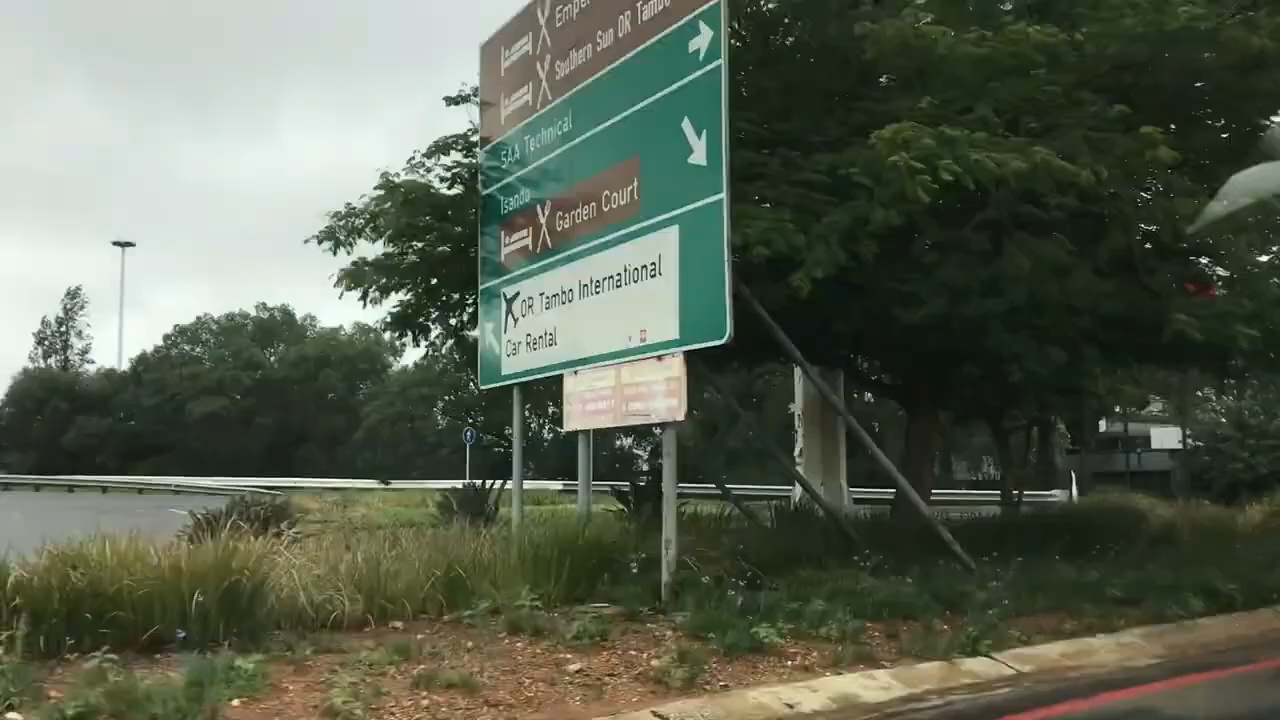 Southern Sun OR Tambo
SAA Technical
Isando
Garden Court
OR Tambo International
Car Rental